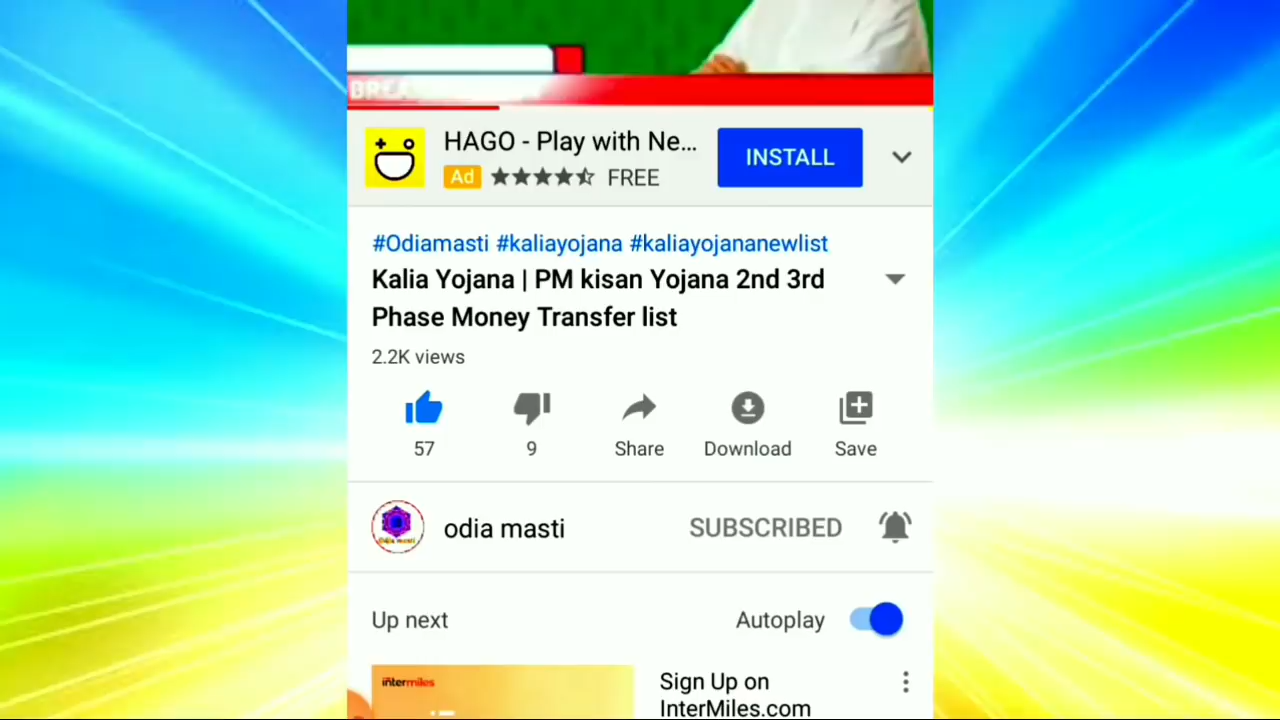 HAGO - Play with Ne...
INSTALL
Ad
FREE
#Odiamasti #kaliayojana #kaliayojananewlist
Kalia Yojana | PM kisan Yojana 2nd 3rd
Phase Money Transfer list
2.2K views
57
9
Share
Download
Save
odia masti
SUBSCRIBED
Up next
Autoplay
intermiles
Sign Up on
InterMiles.com